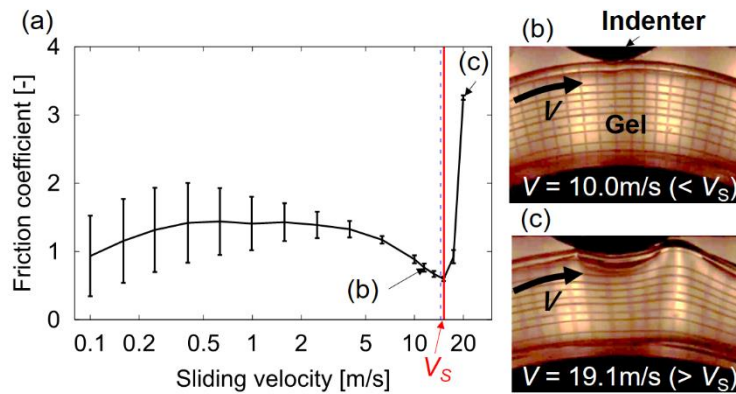 (a)
4
3
2
1
0
Friction coefficient [-]
(c)
(b)
0.1 0.2 0.5 1 2 5 10 20
V_S
Sliding velocity [m/s]
(b) Indenter
V
Gel
V = 10.0m/s (< V_S)
(c)
V
V = 19.1m/s (> V_S)